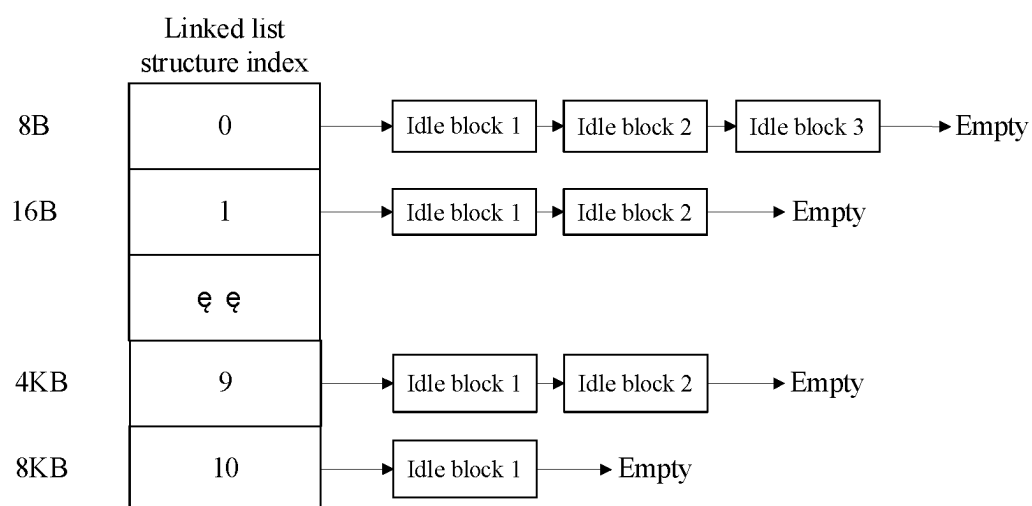 Linked list
structure index
8B 0 Idle block 1 Idle block 2 Idle block 3 Empty
16B 1 Idle block 1 Idle block 2 Empty
ę ę
4KB 9 Idle block 1 Idle block 2 Empty
8KB 10 Idle block 1 Empty